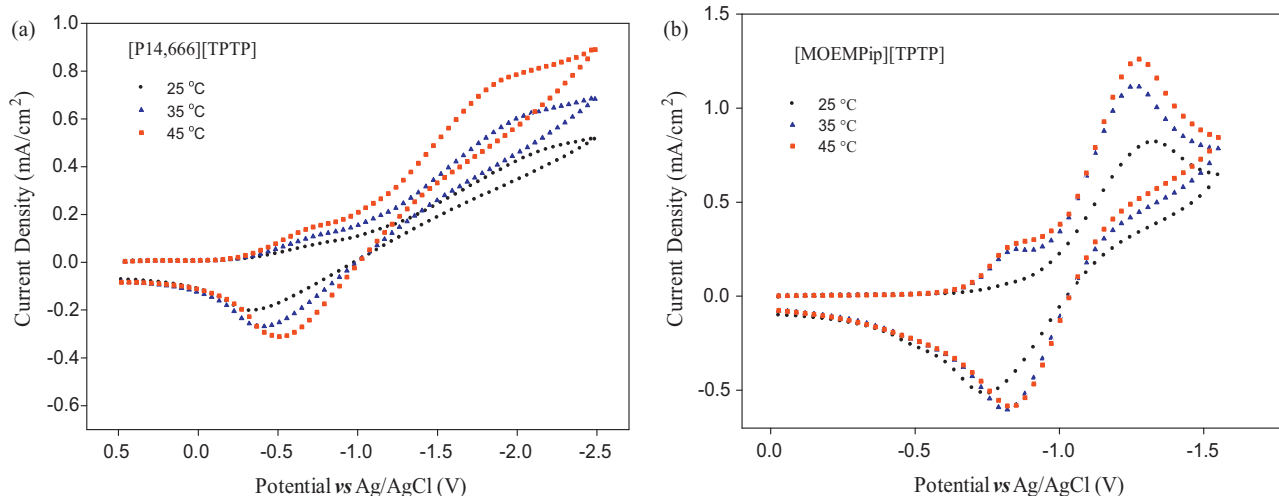 (a)
[P14,666][TPTP]
25 °C
35 °C
45 °C
1.0
0.8
0.6
0.4
0.2
0.0
-0.2
-0.4
-0.6
Current Density (mA/cm²)
0.5 0.0 -0.5 -1.0 -1.5 -2.0 -2.5
Potential vs Ag/AgCl (V)
(b)
[MOEMPip][TPTP]
25 °C
35 °C
45 °C
1.5
1.0
0.5
0.0
-0.5
Current Density (mA/cm²)
0.0 -0.5 -1.0 -1.5
Potential vs Ag/AgCl (V)